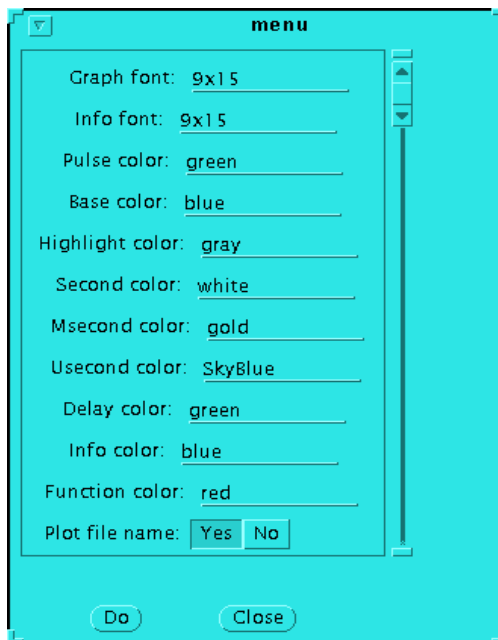 menu
Graph font: 9x15
Info font: 9x15
Pulse color: green
Base color: blue
Highlight color: gray
Second color: white
Msecond color: gold
Usecond color: SkyBlue
Delay color: green
Info color: blue
Function color: red
Plot file name: Yes No
Do Close